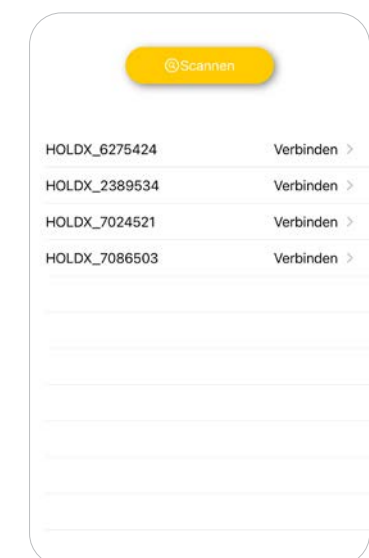 Scannen
HOLDX_6275424 Verbinden
HOLDX_2389534 Verbinden
HOLDX_7024521 Verbinden
HOLDX_7086503 Verbinden